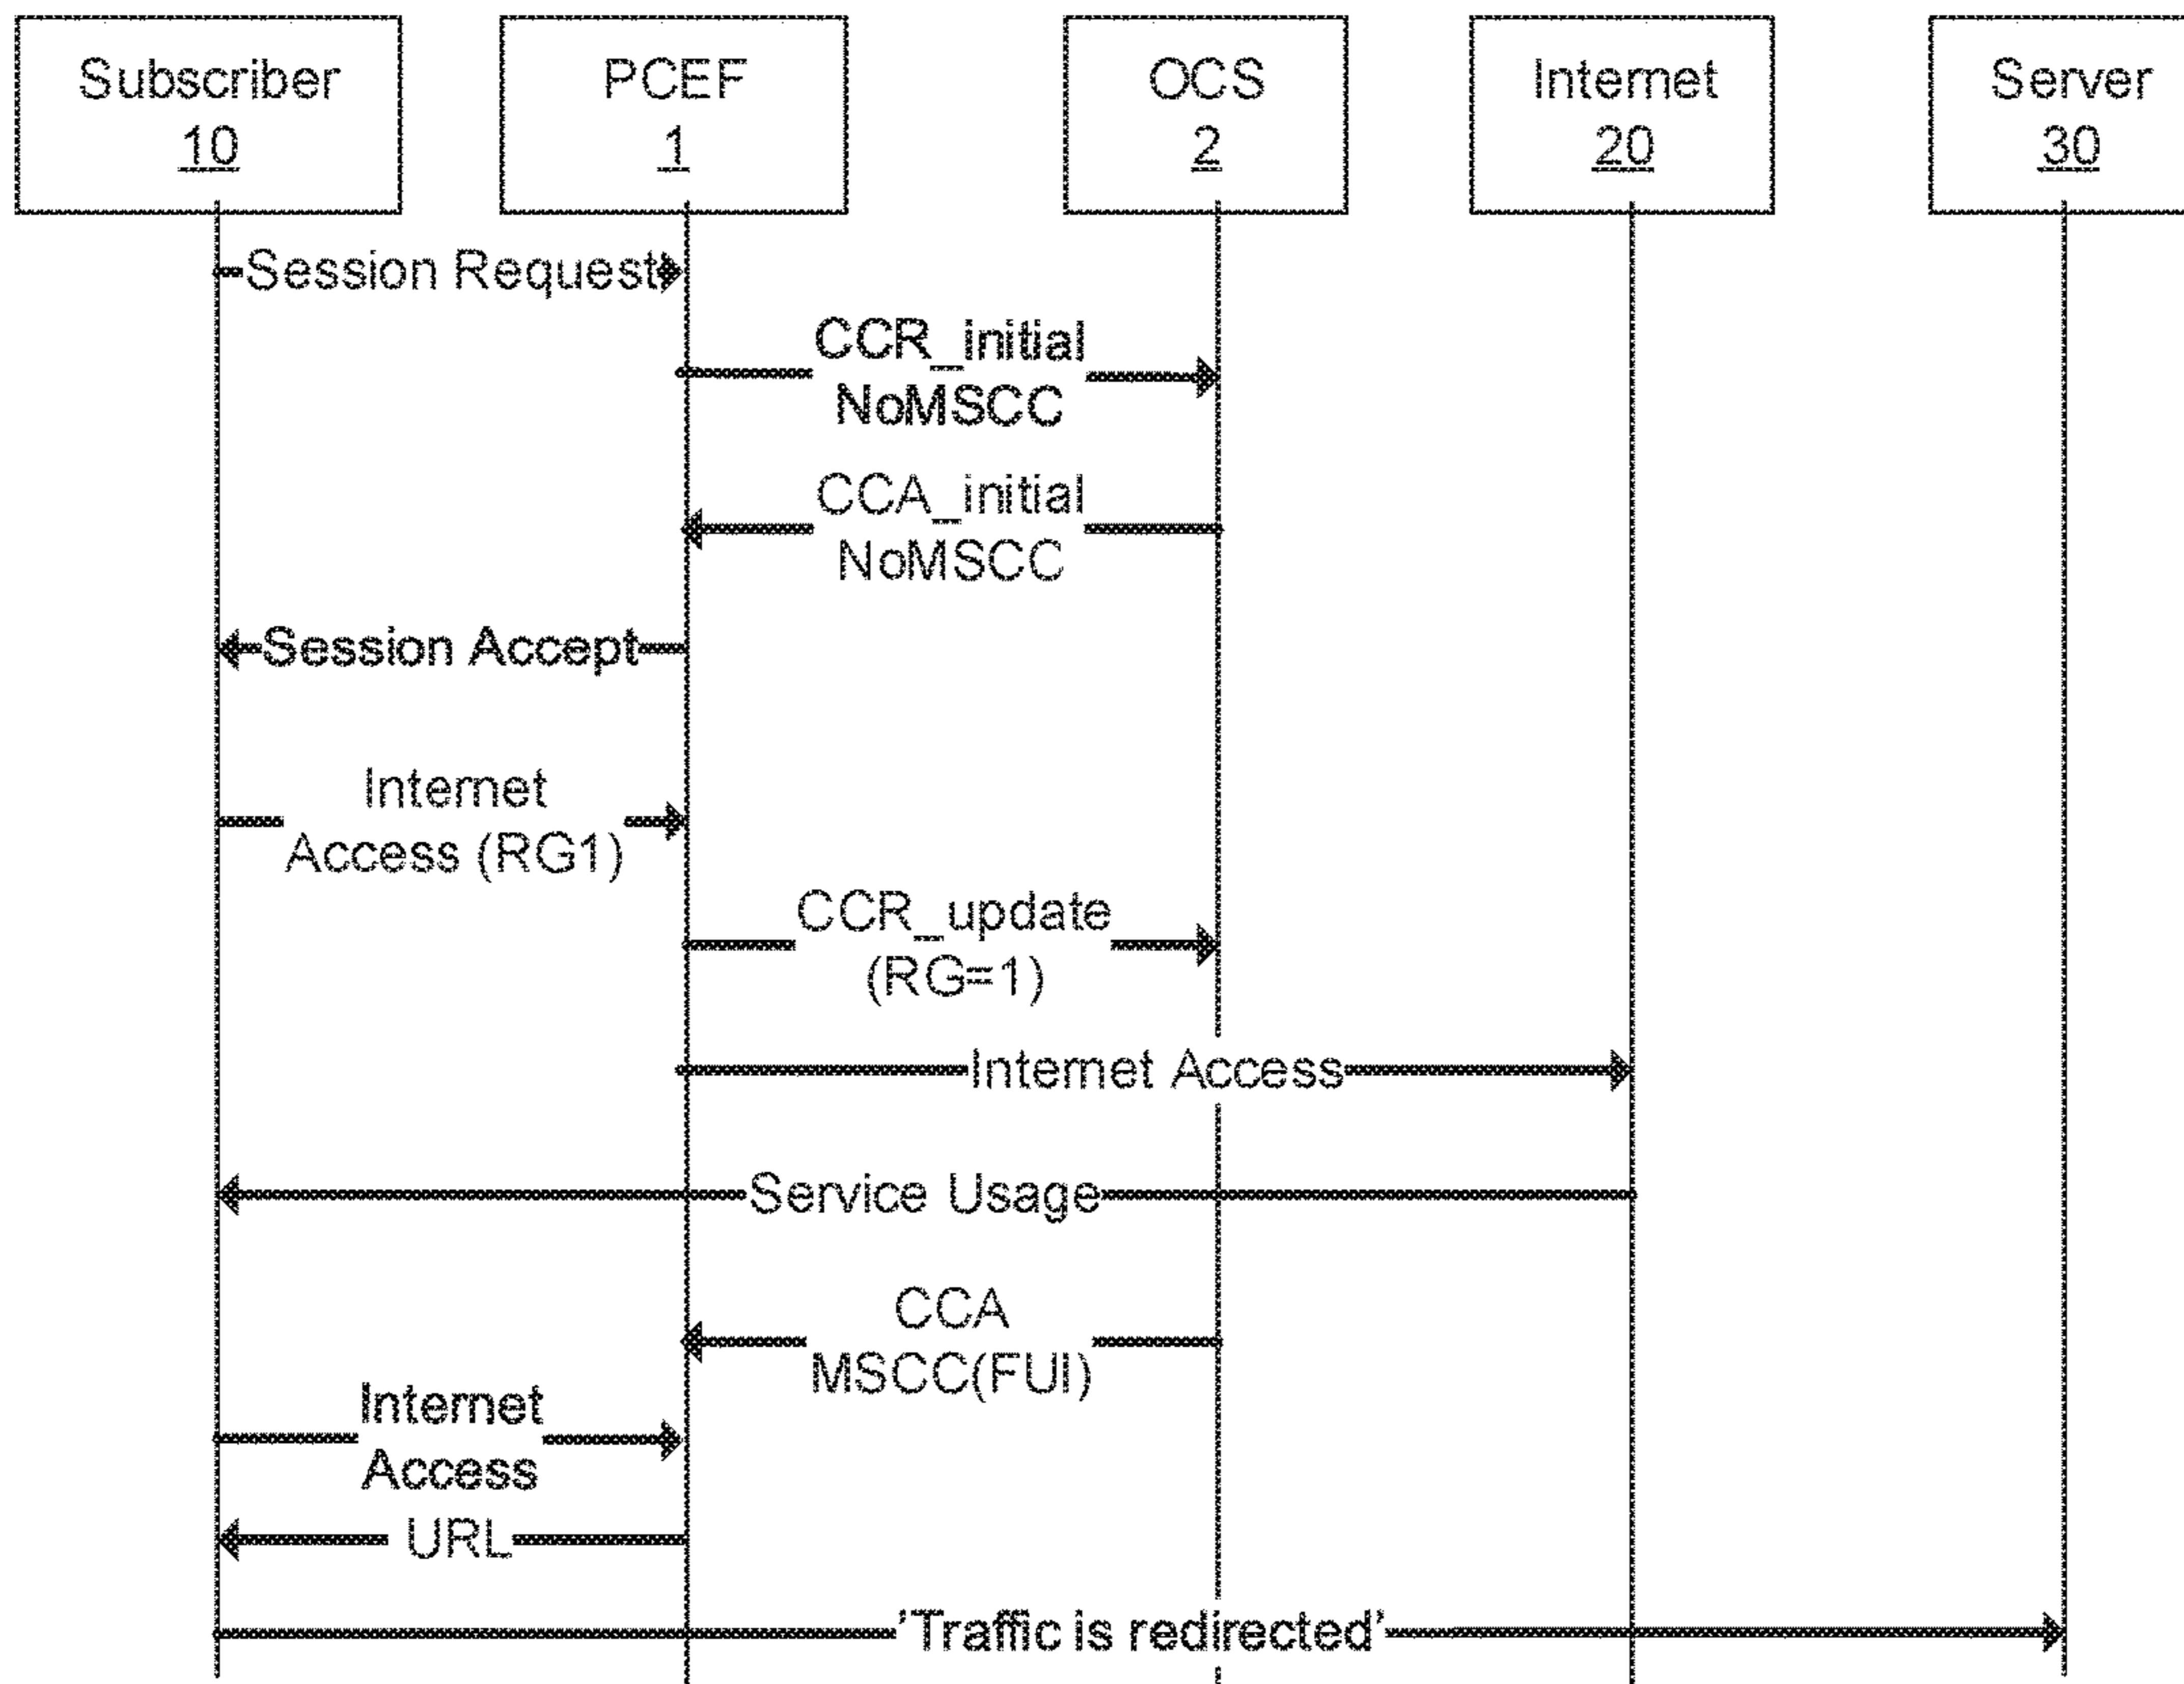 Subscriber
10
PCEF
1
OCS
2
Internet
20
Server
30
Session Request
CCR_initial
NoMSCC
CCA_initial
NoMSCC
Session Accept
Internet
Access (RG1)
CCR_update
(RG=1)
Internet Access
Service Usage
CCA
MSCC(FUI)
Internet
Access
URL
'Traffic is redirected'